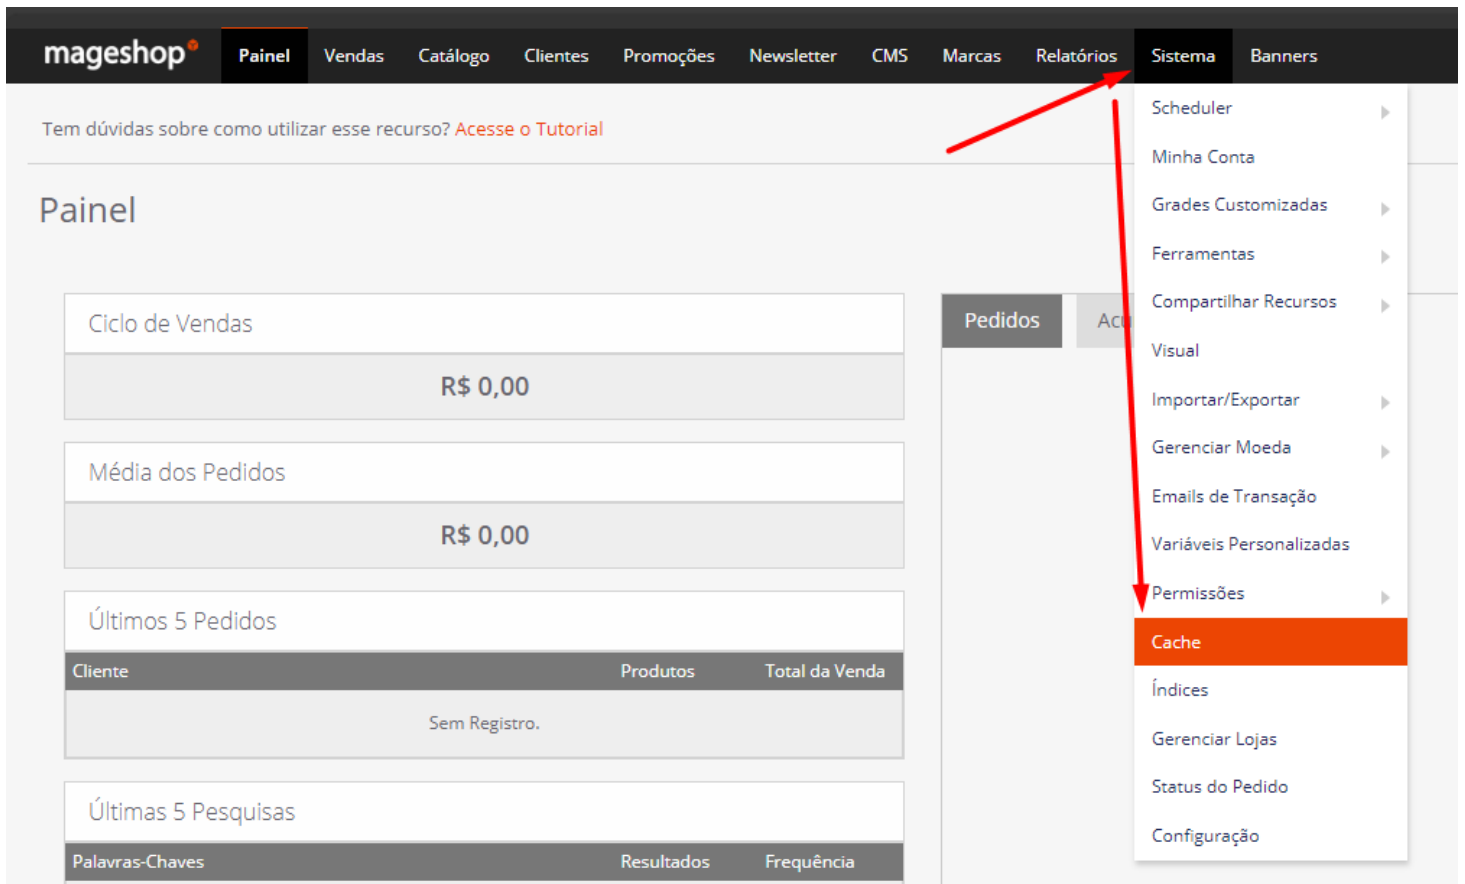 mageshop Painel Vendas Catálogo Clientes Promoções Newsletter CMS Marcas Relatórios Sistema Banners
Tem dúvidas sobre como utilizar esse recurso? Acesse o Tutorial
Painel
Ciclo de Vendas
R$ 0,00
Média dos Pedidos
R$ 0,00
Últimos 5 Pedidos
Cliente Produtos Total da Venda
Sem Registro.
Últimas 5 Pesquisas
Palavras-Chaves Resultados Frequência
Pedidos
Scheduler
Minha Conta
Grades Customizadas
Ferramentas
Compartilhar Recursos
Visual
Importar/Exportar
Gerenciar Moeda
Emails de Transação
Variáveis Personalizadas
Permissões
Cache
Índices
Gerenciar Lojas
Status do Pedido
Configuração